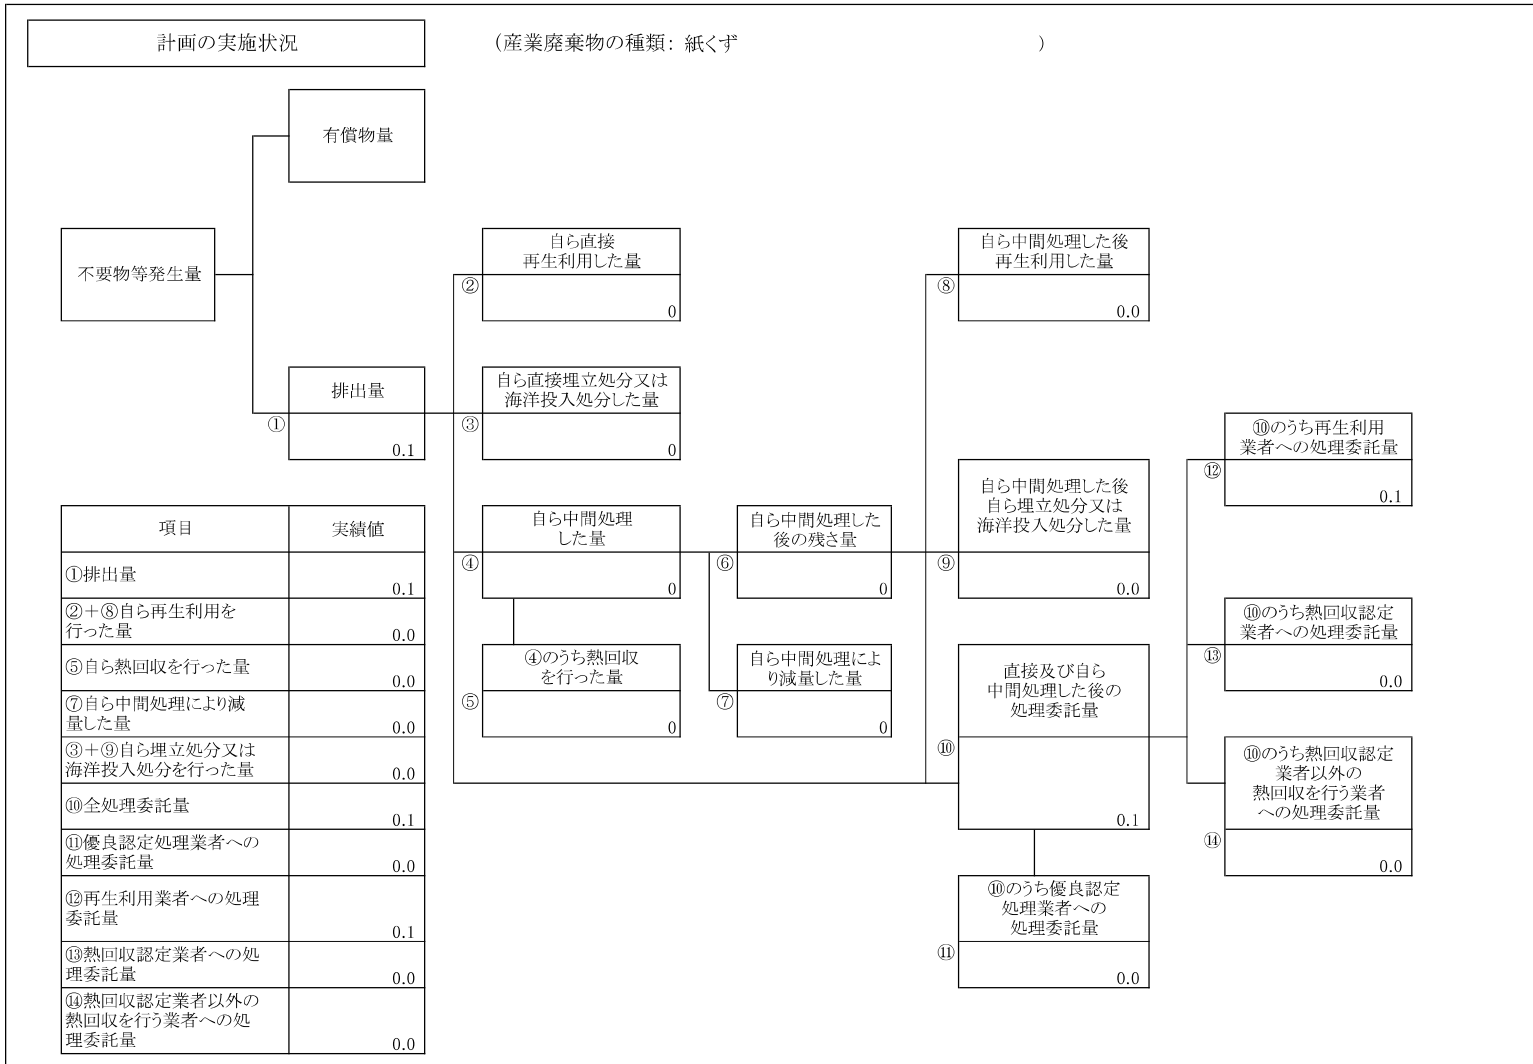 計画の実施状況
(産業廃棄物の種類：紙くず　　　　　　)
有償物量
不要物等発生量
自ら直接
再生利用した量
②
0
自ら中間処理した後
再生利用した量
⑧
0.0
排出量
①
0.1
自ら直接埋立処分又は
海洋投入処分した量
③
0
⑩のうち再生利用
業者への処理委託量
⑫
0.1
自ら中間処理
した量
④
0
自ら中間処理した
後の残さ量
⑥
0
自ら中間処理した後
自ら埋立処分又は
海洋投入処分した量
⑨
0.0
⑩のうち熱回収認定
業者への処理委託量
⑬
0.0
④のうち熱回収
を行った量
⑤
0
自ら中間処理によ
り減量した量
⑦
0
直接及び自ら
中間処理した後の
処理委託量
⑩
0.1
⑩のうち熱回収認定
業者以外の
熱回収を行う業者
への処理委託量
⑭
0.0
⑩のうち優良認定
処理業者への
処理委託量
⑪
0.0
項目 実績値
①排出量
0.1
②＋⑧自ら再生利用を
行った量
0.0
⑤自ら熱回収を行った量
0.0
⑦自ら中間処理により減
量した量
0.0
③＋⑨自ら埋立処分又は
海洋投入処分を行った量
0.0
⑩全処理委託量
0.1
⑪優良認定処理業者への
処理委託量
0.0
⑫再生利用業者への処理
委託量
0.1
⑬熱回収認定業者への処
理委託量
0.0
⑭熱回収認定業者以外の
熱回収を行う業者への処
理委託量
0.0